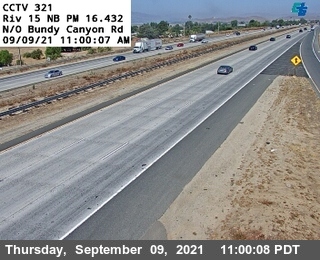 CCTV 321
Riv 15 NB PM 16.432
N/O Bundy Canyon Rd
09/09/21 11:00:07 AM
Thursday, September 09, 2021 11:00:08 PDT